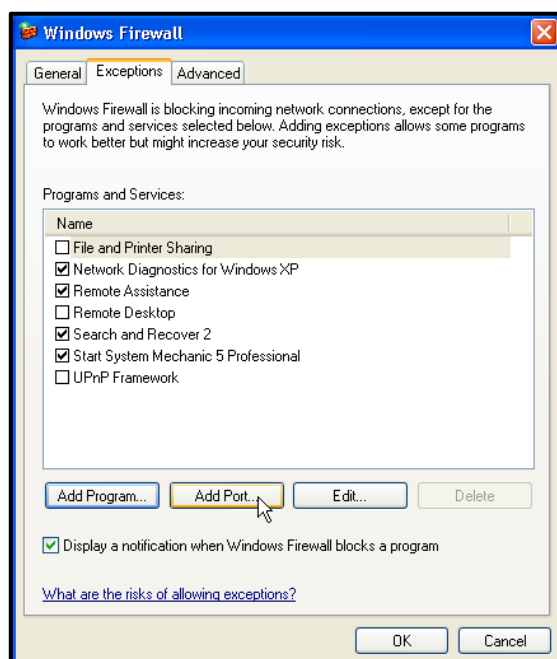 Windows Firewall
General Exceptions Advanced
Windows Firewall is blocking incoming network connections, except for the
programs and services selected below. Adding exceptions allows some programs
to work better but might increase your security risk.
Programs and Services:
Name
File and Printer Sharing
Network Diagnostics for Windows XP
Remote Assistance
Remote Desktop
Search and Recover 2
Start System Mechanic 5 Professional
UPnP Framework
Add Program... Add Port... Edit... Delete
Display a notification when Windows Firewall blocks a program
What are the risks of allowing exceptions?
OK Cancel